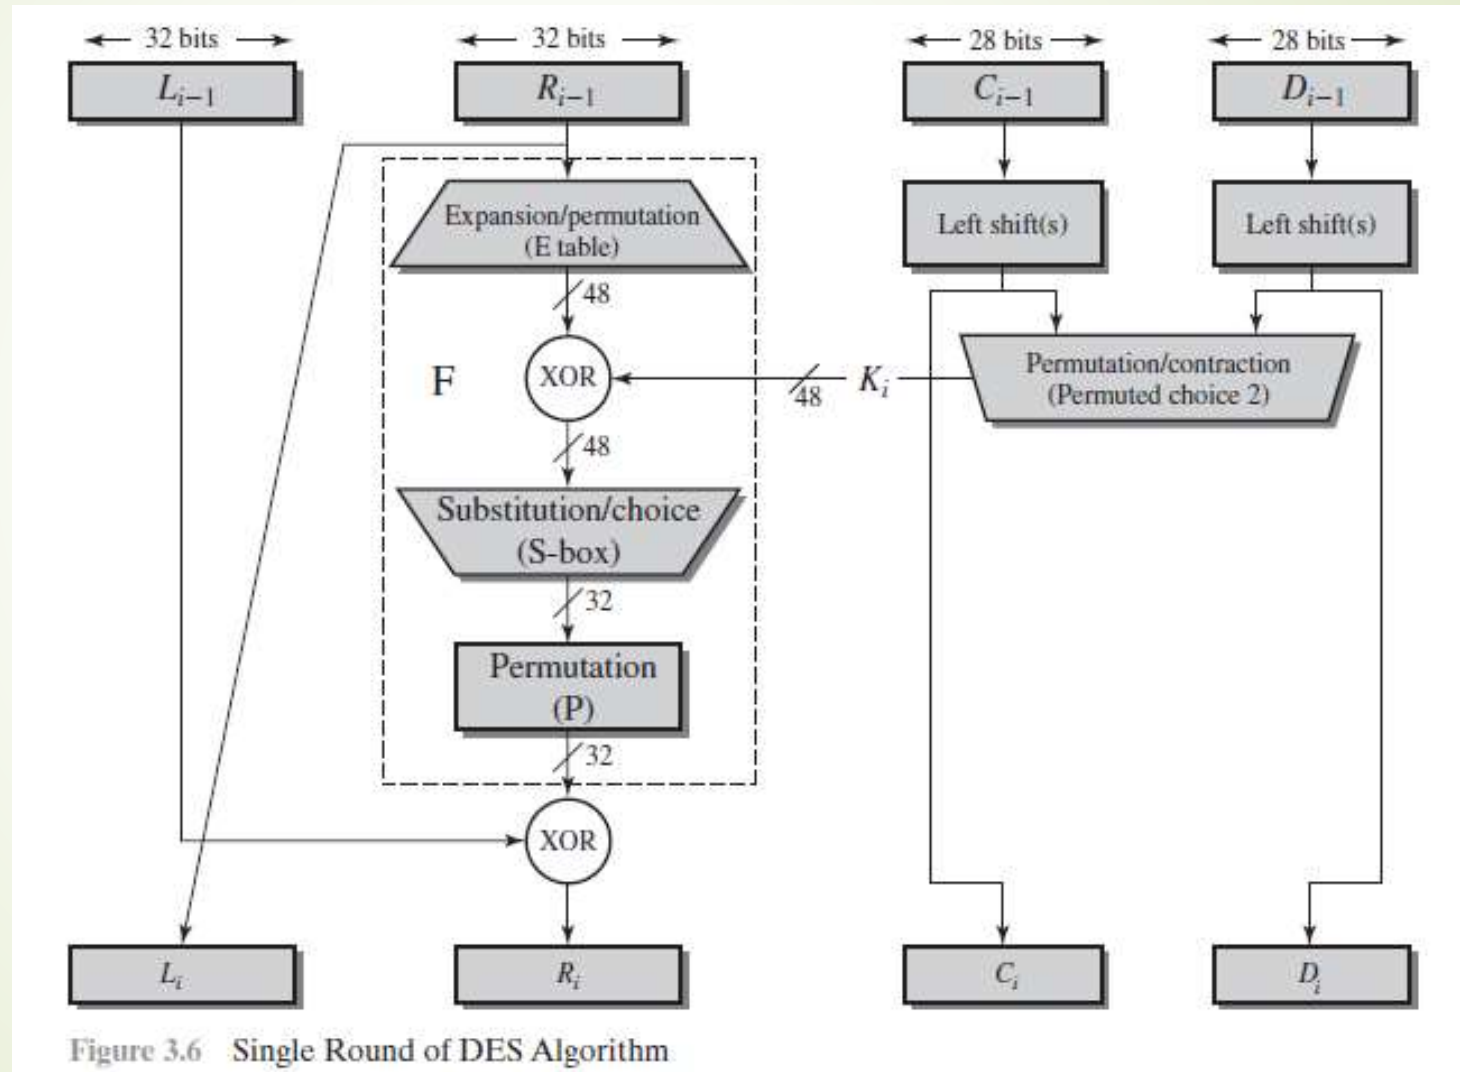 32 bits
32 bits
28 bits
28 bits
Lᵢ₋₁
Rᵢ₋₁
Cᵢ₋₁
Dᵢ₋₁
Expansion/permutation
(E table)
Left shift(s)
Left shift(s)
48
F
XOR
48
Kᵢ
Permutation/contraction
(Permuted choice 2)
48
Substitution/choice
(S-box)
32
Permutation
(P)
32
XOR
Lᵢ
Rᵢ
Cᵢ
Dᵢ
Figure 3.6 Single Round of DES Algorithm